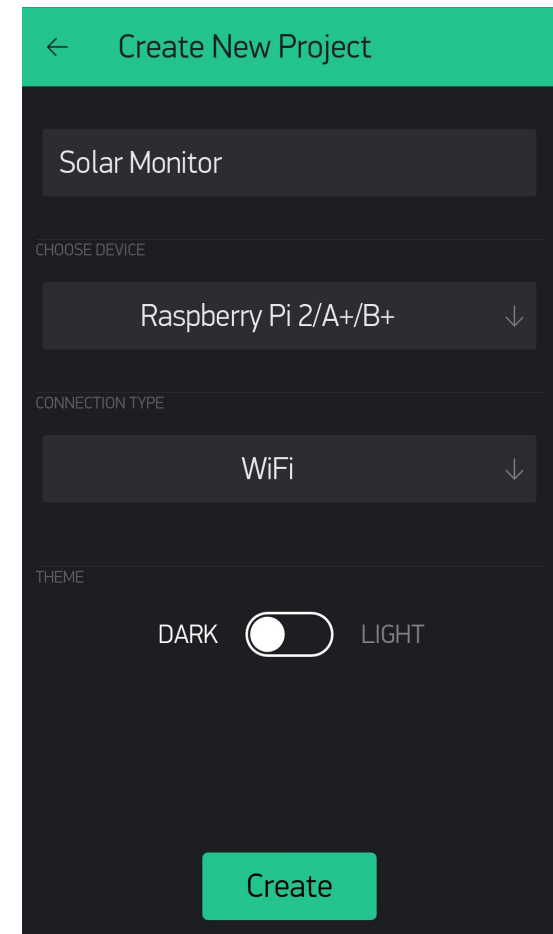 Create New Project
Solar Monitor
CHOOSE DEVICE
Raspberry Pi 2/A+/B+
CONNECTION TYPE
WiFi
THEME
DARK LIGHT
Create